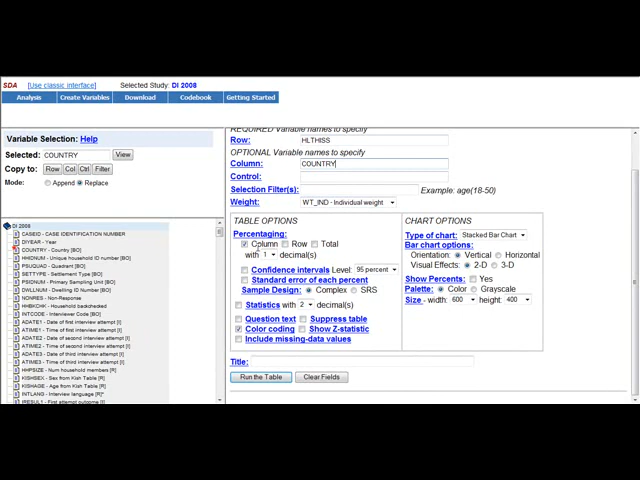 SDA [Use classic interface] Selected Study: DI 2008
Analysis Create Variables Download Codebook Getting Started
Variable Selection: Help
Selected: COUNTRY View
Copy to: Row Col Ctrl Filter
Mode: Append Replace
DI 2008
CASEID - CASE IDENTIFICATION NUMBER
DIYEAR - Year
COUNTRY - Country [BO]
HHIDNUM - Unique household ID number [BO]
PSUQUAD - Quadrant [BO]
SETTYPE - Settlement Type [BO]
PSIDNUM - Primary Sampling Unit [BO]
DWLLNUM - Dwelling ID Number [BO]
NONRES - Non-Response
HHBCHKD - Household back-checked [BO]
INTCODE - Interviewer Code [BO]
ADATE1 - Date of first interview attempt [I]
ATIME1 - Time of first interview attempt [I]
ADATE2 - Date of second interview attempt [I]
ATIME2 - Time of second interview attempt [I]
ADATE3 - Date of third interview attempt [I]
ATIME3 - Time of third interview attempt [I]
HHPSIZE - Num household members [R]
KISHSEX - Sex from Kish Table [R]
KISHAGE - Age from Kish Table [R]
INTLANG - Interview language [R]*
IRESUL1 - First attempt outcome [I]
REQUIRED Variable names to specify
Row: HLTHISS
OPTIONAL Variable names to specify
Column: COUNTRY
Control:
Selection Filter(s): Example: age(18-50)
Weight: WT_IND - Individual weight
TABLE OPTIONS
Percentaging:
Column Row Total
with 1 decimal(s)
Confidence intervals Level: 95 percent
Standard error of each percent
Sample Design: Complex SRS
Statistics with 2 decimal(s)
Question text Suppress table
Color coding Show Z-statistic
Include missing-data values
CHART OPTIONS
Type of chart: Stacked Bar Chart
Bar chart options:
Orientation: Vertical Horizontal
Visual Effects: 2-D 3-D
Show Percents: Yes
Palette: Color Grayscale
Size - width: 600 height: 400
Title:
Run the Table Clear Fields